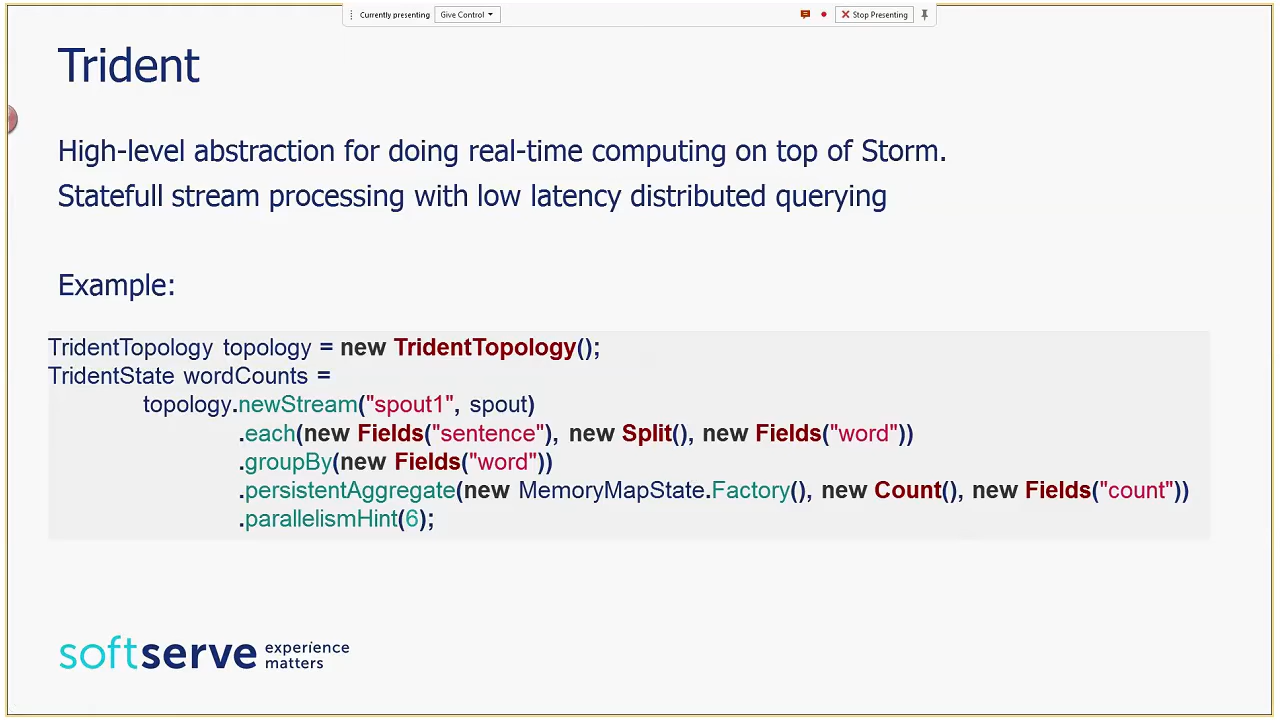 Currently presenting Give Control Stop Presenting
Trident
High-level abstraction for doing real-time computing on top of Storm.
Statefull stream processing with low latency distributed querying
Example:
TridentTopology topology = new TridentTopology();
TridentState wordCounts =
topology.newStream("spout1", spout)
.each(new Fields("sentence"), new Split(), new Fields("word"))
.groupBy(new Fields("word"))
.persistentAggregate(new MemoryMapState.Factory(), new Count(), new Fields("count"))
.parallelismHint(6);
softserve experience
matters